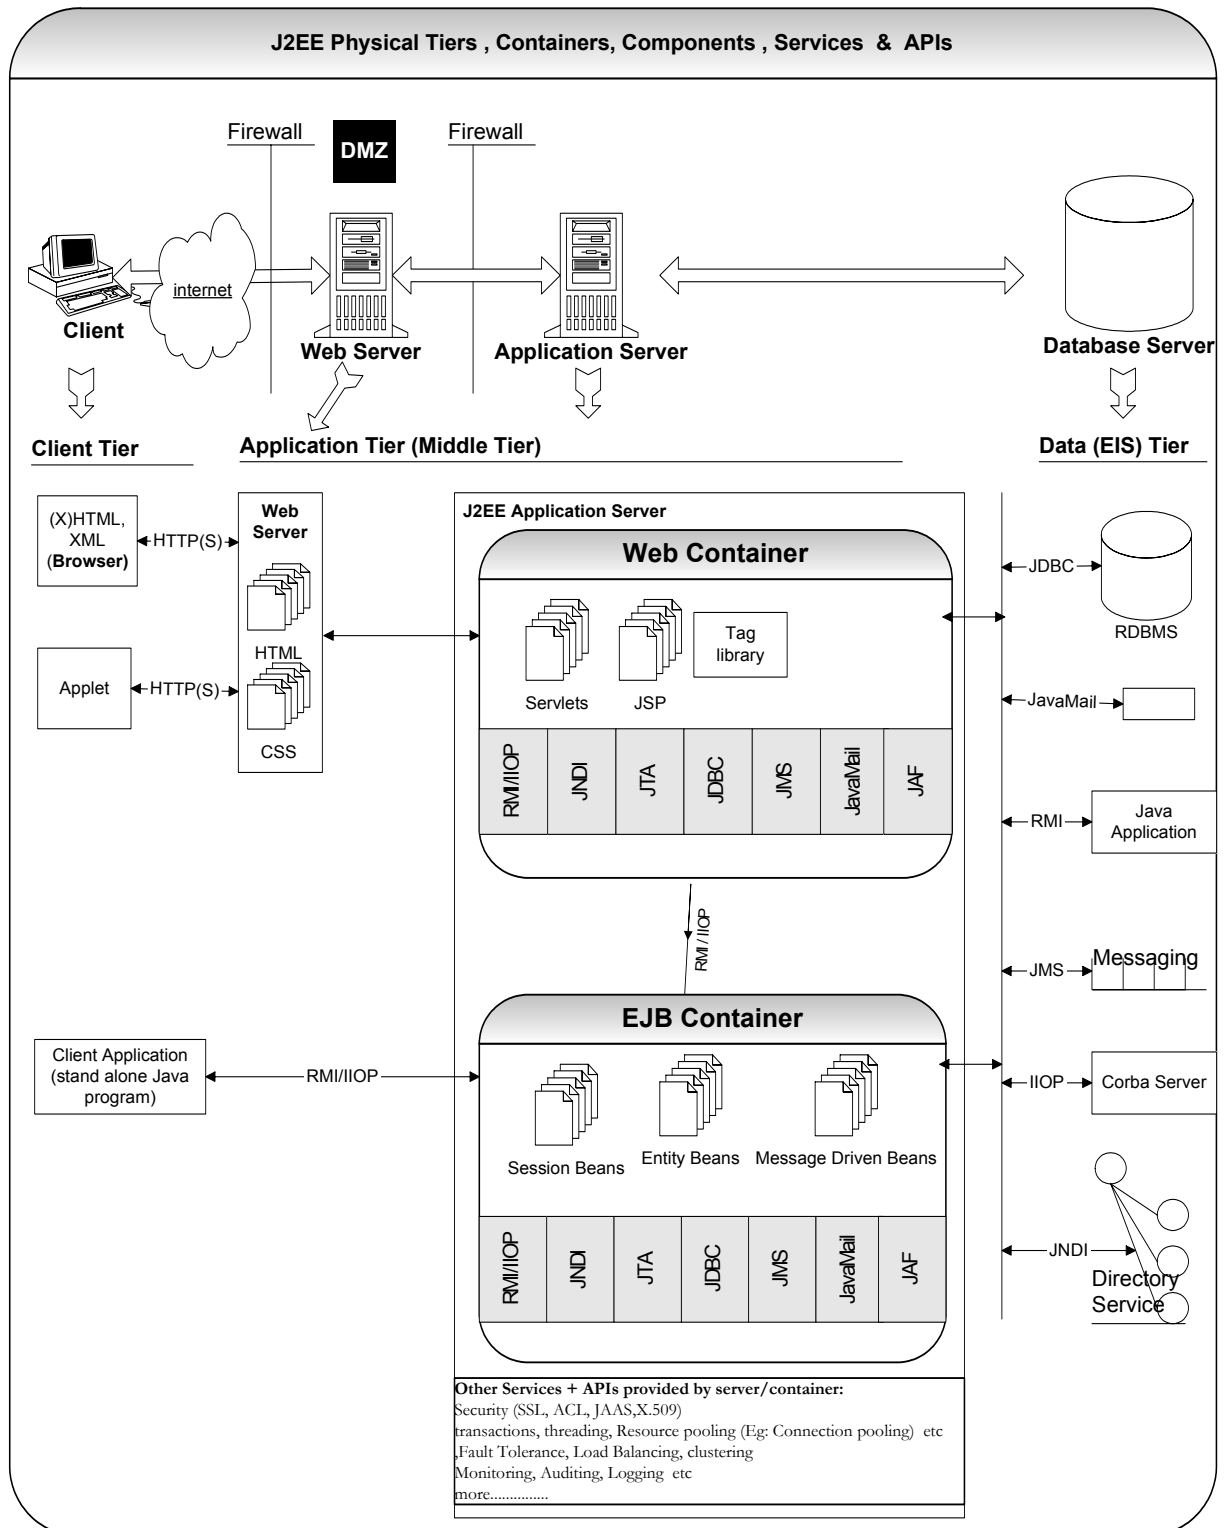 J2EE Physical Tiers , Containers, Components , Services & APIs
Firewall
DMZ
Firewall
internet
Client
Web Server
Application Server
Database Server
Client Tier
Application Tier (Middle Tier)
Data (EIS) Tier
(X)HTML,
XML
(Browser)
HTTP(S)
Applet
HTTP(S)
Web
Server
HTML
CSS
J2EE Application Server
Web Container
Servlets
JSP
Tag
library
RMI/IIOP
JNDI
JTA
JDBC
JMS
JavaMail
JAF
RMI / IIOP
EJB Container
Client Application
(stand alone Java
program)
RMI/IIOP
Session Beans
Entity Beans
Message Driven Beans
RMI/IIOP
JNDI
JTA
JDBC
JMS
JavaMail
JAF
JDBC
RDBMS
JavaMail
RMI
Java
Application
JMS
Messaging
IIOP
Corba Server
JNDI
Directory
Service
Other Services + APIs provided by server/container:
Security (SSL, ACL, JAAS,X.509)
transactions, threading, Resource pooling (Eg: Connection pooling) etc
,Fault Tolerance, Load Balancing, clustering
Monitoring, Auditing, Logging etc
more...............